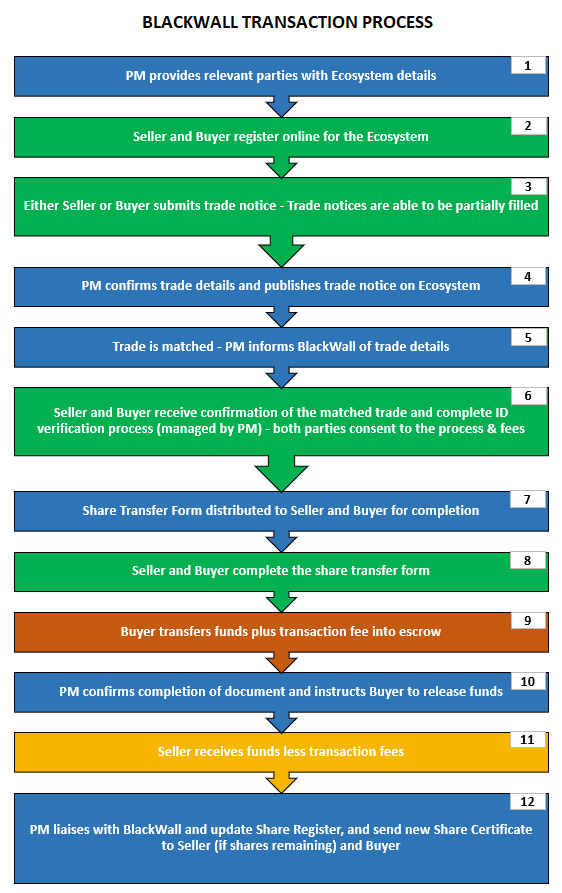 BLACKWALL TRANSACTION PROCESS
1
PM provides relevant parties with Ecosystem details
2
Seller and Buyer register online for the Ecosystem
3
Either Seller or Buyer submits trade notice - Trade notices are able to be partially filled
4
PM confirms trade details and publishes trade notice on Ecosystem
5
Trade is matched - PM informs BlackWall of trade details
6
Seller and Buyer receive confirmation of the matched trade and complete ID
verification process (managed by PM) - both parties consent to the process & fees
7
Share Transfer Form distributed to Seller and Buyer for completion
8
Seller and Buyer complete the share transfer form
9
Buyer transfers funds plus transaction fee into escrow
10
PM confirms completion of document and instructs Buyer to release funds
11
Seller receives funds less transaction fees
12
PM liaises with BlackWall and update Share Register, and send new Share Certificate
to Seller (if shares remaining) and Buyer